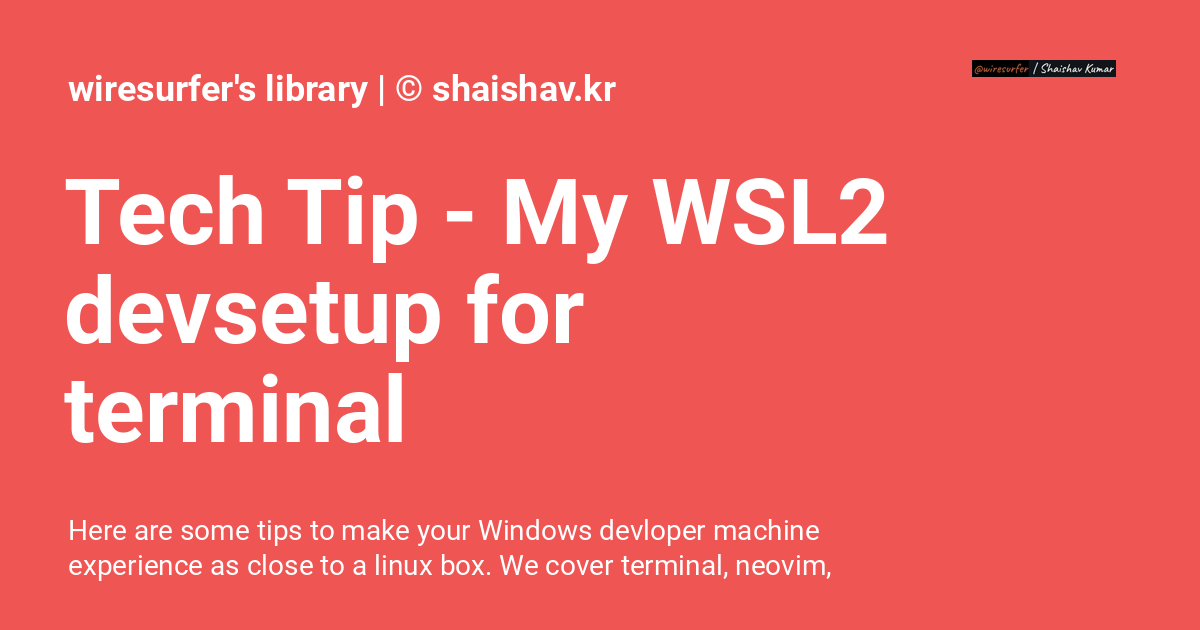 wiresurfer's library | © shaishav.kr
@wiresurfer | Shaishav Kumar
Tech Tip - My WSL2
devsetup for
terminal
Here are some tips to make your Windows devloper machine
experience as close to a linux box. We cover terminal, neovim,